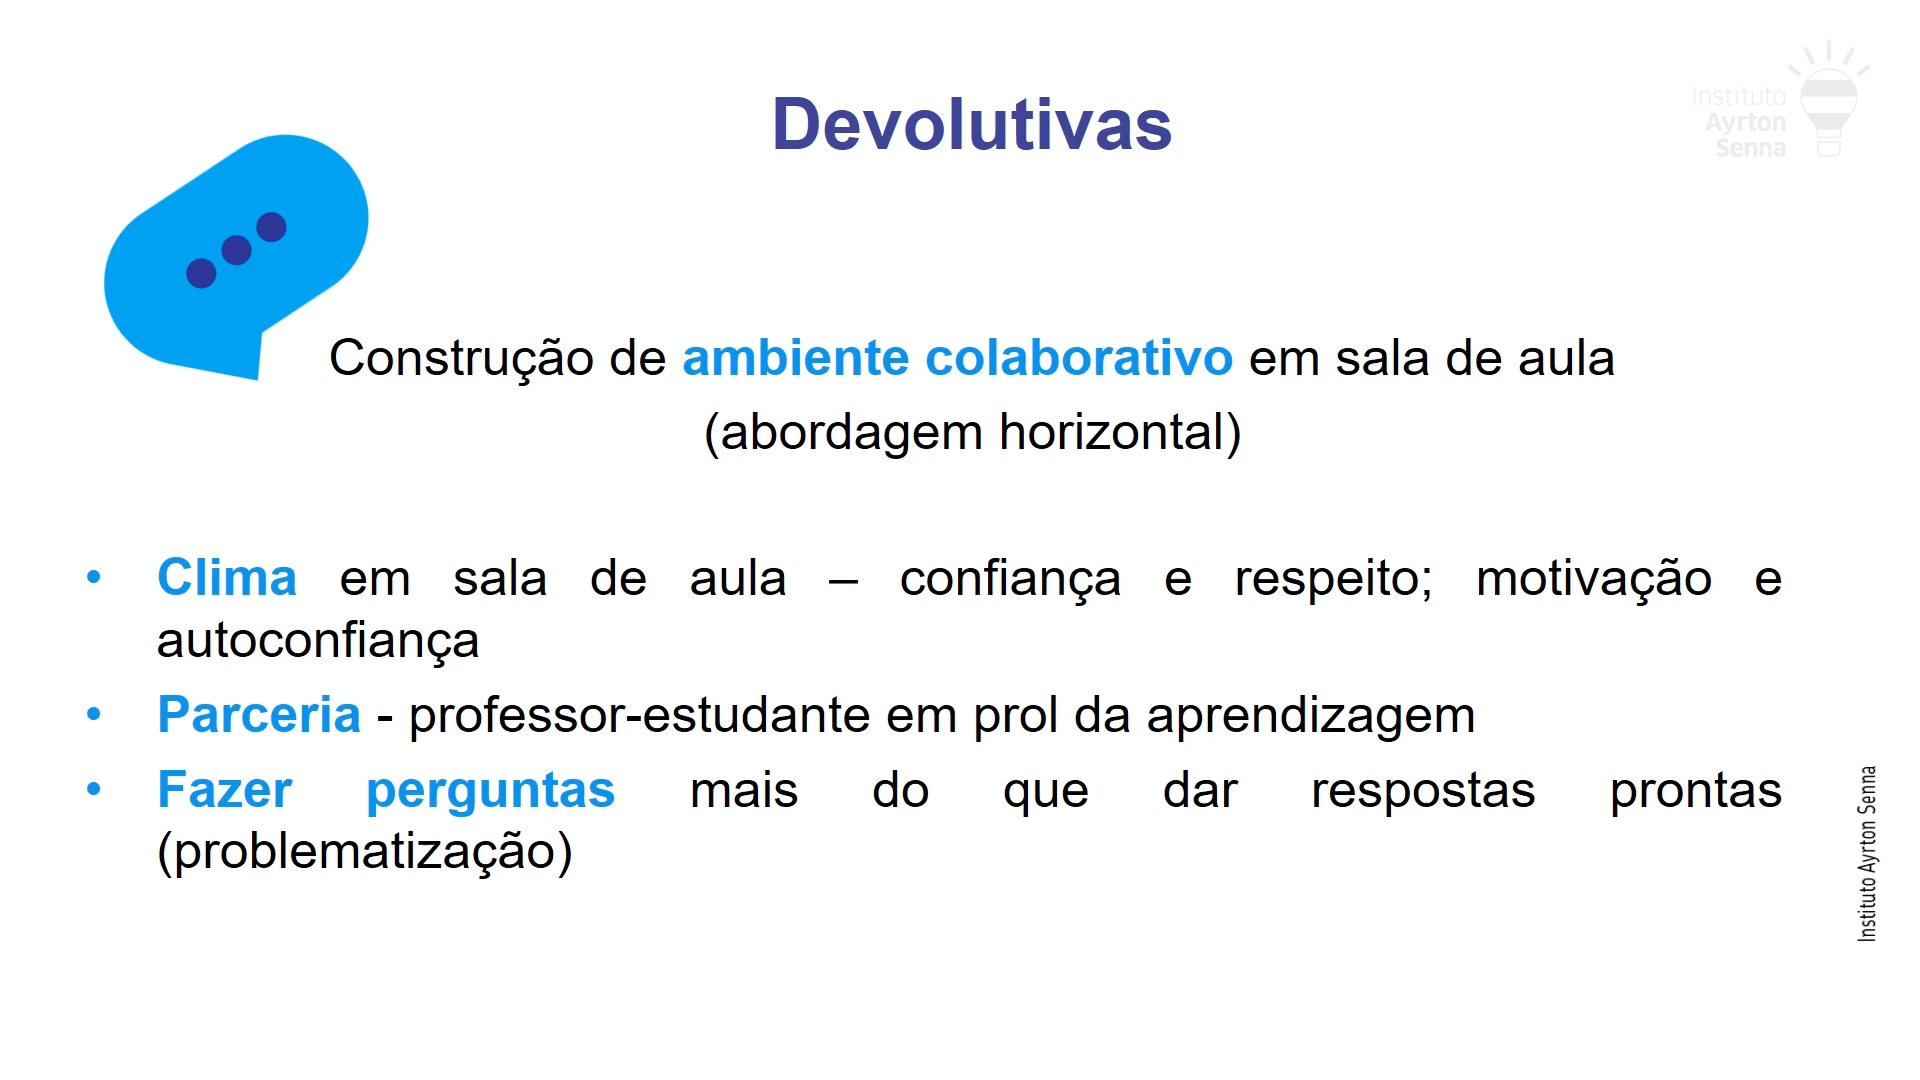 Instituto
Ayrton
Senna
Devolutivas
Construção de ambiente colaborativo em sala de aula
(abordagem horizontal)
• Clima em sala de aula – confiança e respeito; motivação e
autoconfiança
• Parceria - professor-estudante em prol da aprendizagem
• Fazer perguntas mais do que dar respostas prontas
(problematização)
Instituto Ayrton Senna